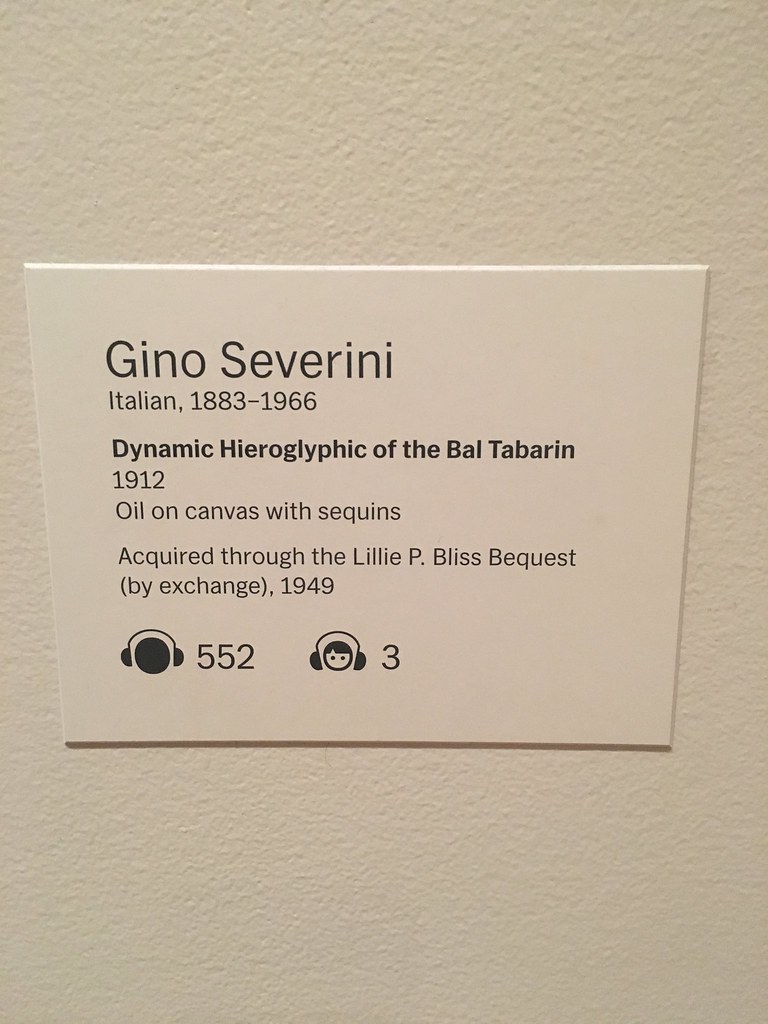 Gino Severini
Italian, 1883–1966
Dynamic Hieroglyphic of the Bal Tabarin
1912
Oil on canvas with sequins
Acquired through the Lillie P. Bliss Bequest
(by exchange), 1949
552 3